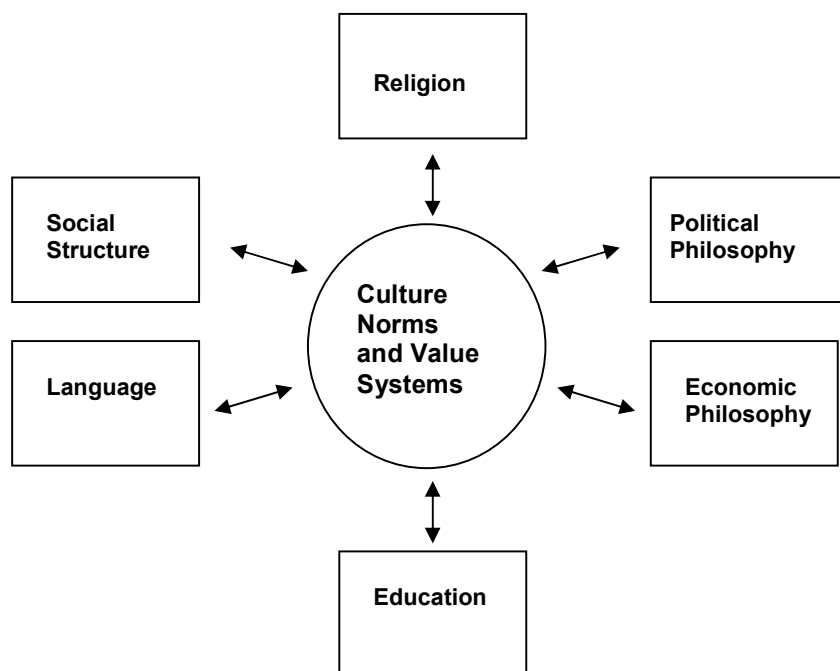 Religion
Social
Structure
Political
Philosophy
Culture
Norms
and Value
Systems
Language
Economic
Philosophy
Education